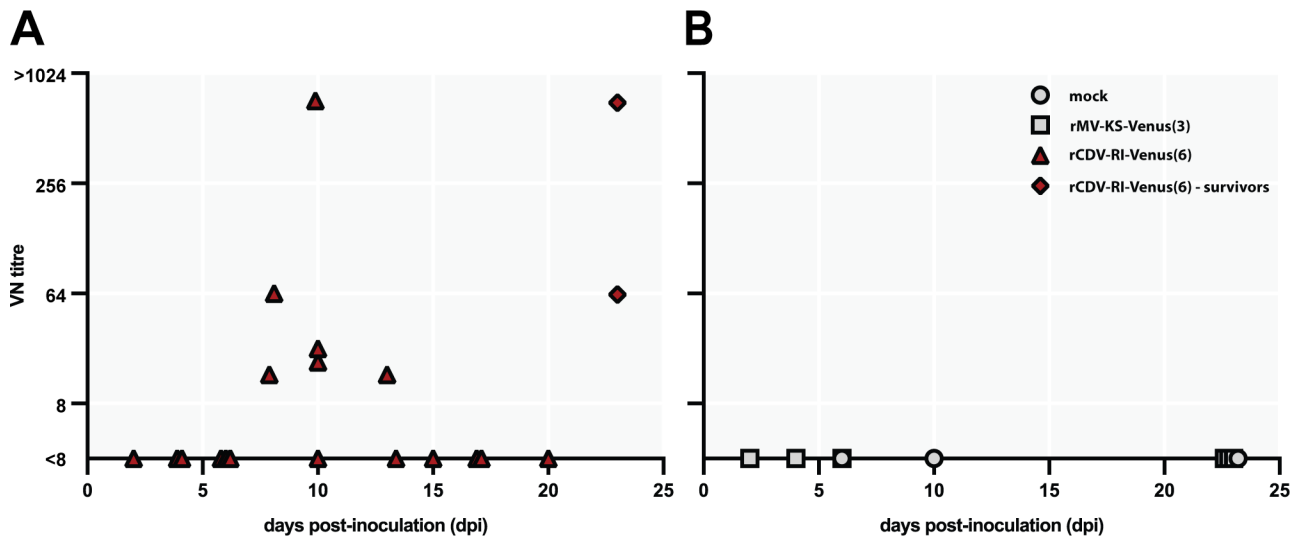 A
B
>1024
256
64
8
<8
VN titre
0 5 10 15 20 25
days post-inoculation (dpi)
mock
rMV-KS-Venus(3)
rCDV-RI-Venus(6)
rCDV-RI-Venus(6) - survivors
0 5 10 15 20 25
days post-inoculation (dpi)